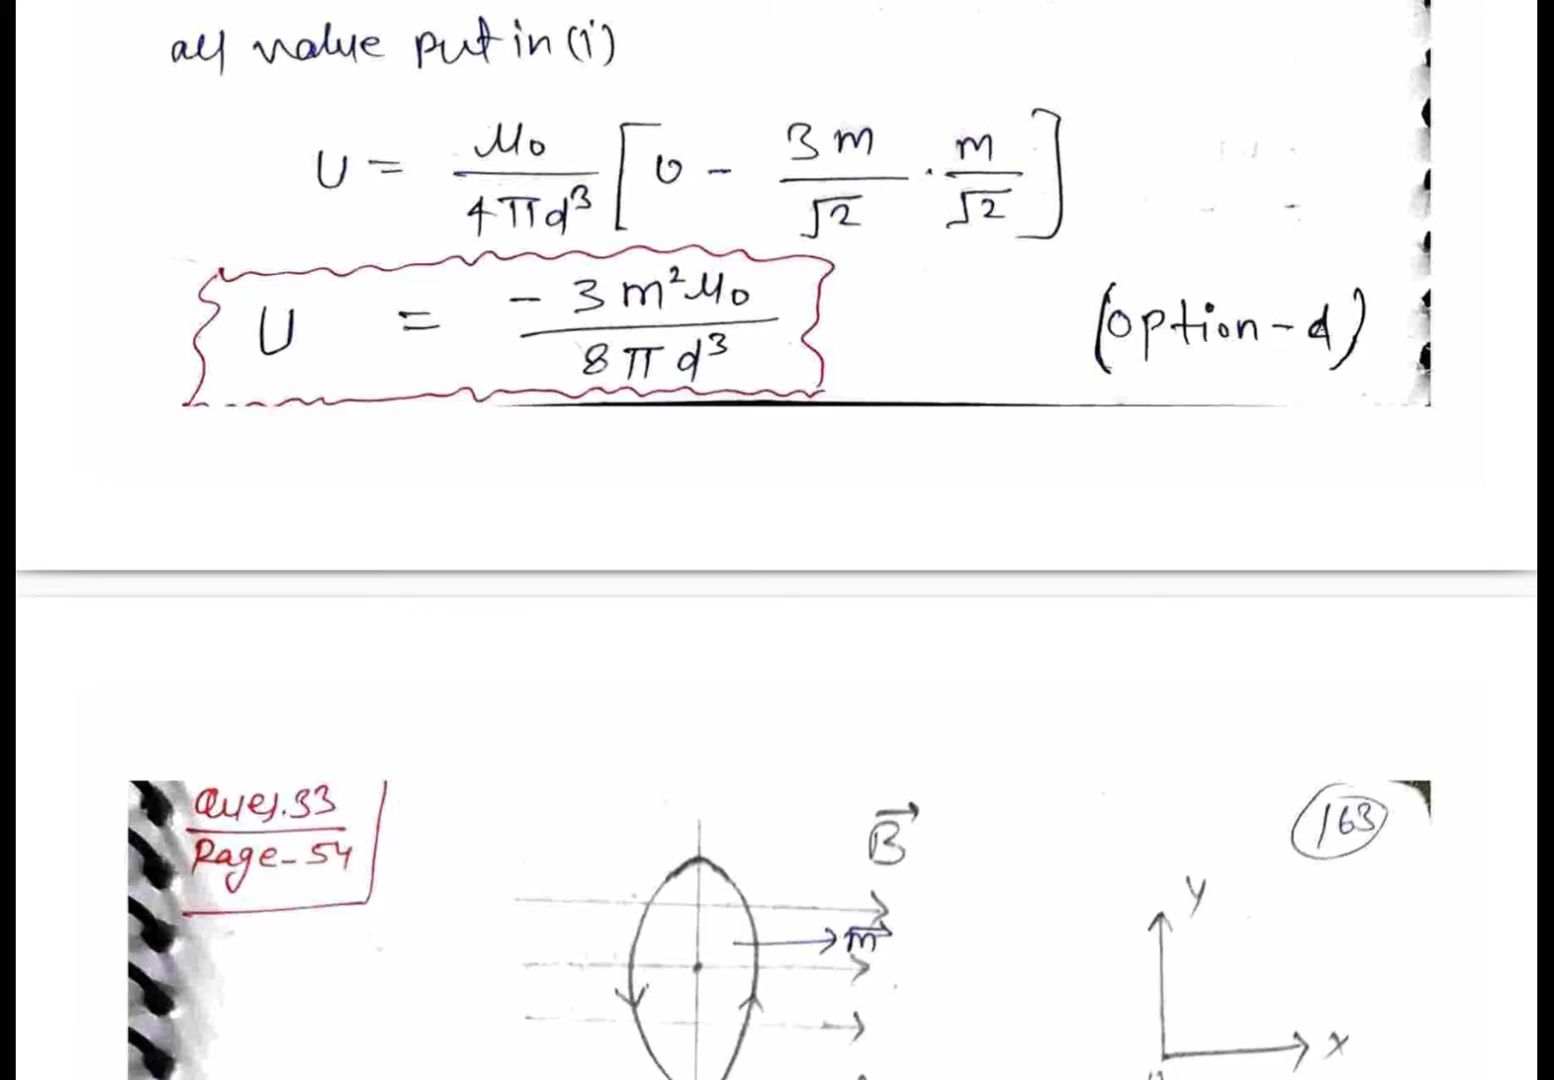 all value put in (i)
U = μ₀/4πd³ [0 - 3m/√2 · m/√2]
U = -3m²μ₀/8πd³ (option-d)
Ques.33
Page-54
B⃗
163
y
m⃗
x